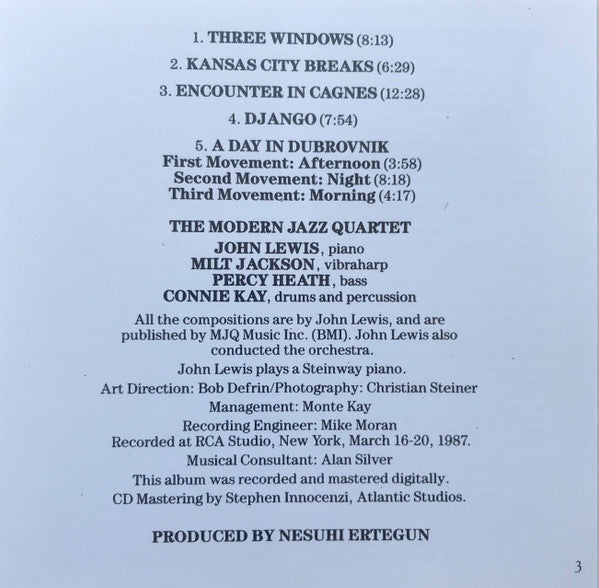 1. THREE WINDOWS (8:13)
2. KANSAS CITY BREAKS (6:29)
3. ENCOUNTER IN CAGNES (12:28)
4. DJANGO (7:54)
5. A DAY IN DUBROVNIK
First Movement: Afternoon (3:58)
Second Movement: Night (8:18)
Third Movement: Morning (4:17)
THE MODERN JAZZ QUARTET
JOHN LEWIS, piano
MILT JACKSON, vibraharp
PERCY HEATH, bass
CONNIE KAY, drums and percussion
All the compositions are by John Lewis, and are
published by MJQ Music Inc. (BMI). John Lewis also
conducted the orchestra.
John Lewis plays a Steinway piano.
Art Direction: Bob Defrin/Photography: Christian Steiner
Management: Monte Kay
Recording Engineer: Mike Moran
Recorded at RCA Studio, New York, March 16-20, 1987.
Musical Consultant: Alan Silver
This album was recorded and mastered digitally.
CD Mastering by Stephen Innocenzi, Atlantic Studios.
PRODUCED BY NESUHI ERTEGUN
3